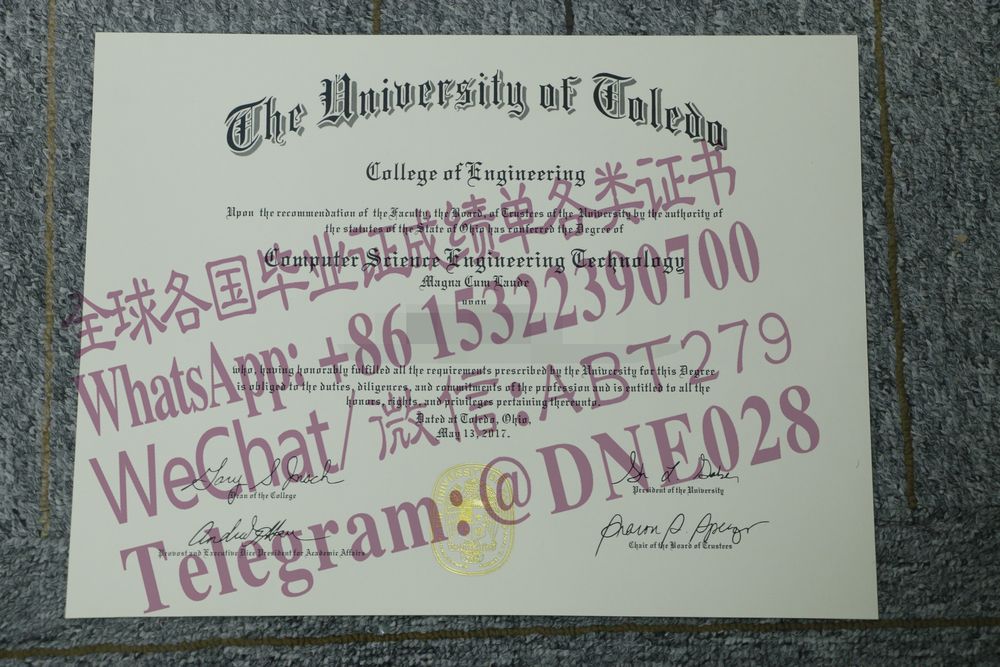 The University of Toledo
College of Engineering
Upon the recommendation of the Faculty, the Board, of Trustees of the University by the authority of
the statutes of the State of Ohio has conferred the Degree of
Computer Science Engineering Technology
Magna Cum Laude
upon
who, having honorably fulfilled all the requirements prescribed by the University for this Degree
is obliged to the duties, diligences, and commitments of the profession and is entitled to all the
honors, rights, and privileges pertaining thereunto.
Dated at Toledo, Ohio,
May 13, 2017.
Dean of the College
President of the University
Provost and Executive Vice President for Academic Affairs
Chair of the Board of Trustees
全球各国毕业证成绩单各类证书
WhatsApp: +86 15322390700
WeChat/微信:ABT279
Telegram: @DNE028